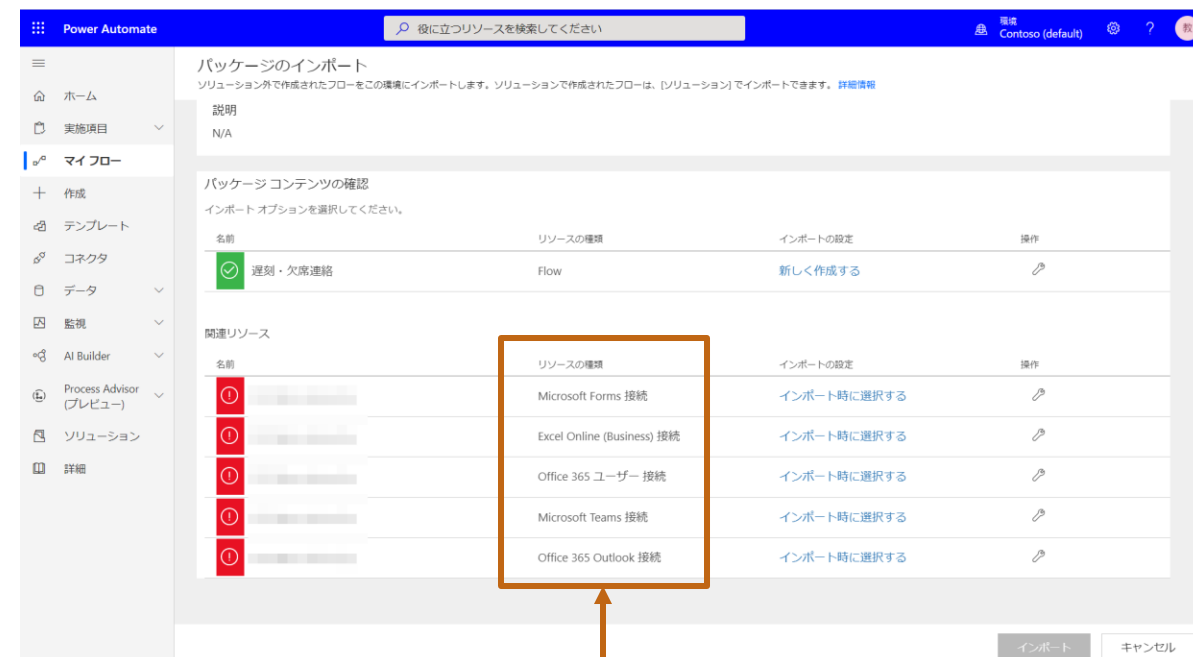 Power Automate
役に立つリソースを検索してください
環境
Contoso (default)
?
教
ホーム
実施項目
マイ フロー
作成
テンプレート
コネクタ
データ
監視
AI Builder
Process Advisor
(プレビュー)
ソリューション
詳細
パッケージのインポート
ソリューション外で作成されたフローをこの環境にインポートします。ソリューションで作成されたフローは、[ソリューション] でインポートできます。 詳細情報
説明
N/A
パッケージ コンテンツの確認
インポート オプションを選択してください。
名前 リソースの種類 インポートの設定 操作
遅刻・欠席連絡 Flow 新しく作成する
関連リソース
名前 リソースの種類 インポートの設定 操作
Microsoft Forms 接続 インポート時に選択する
Excel Online (Business) 接続 インポート時に選択する
Office 365 ユーザー 接続 インポート時に選択する
Microsoft Teams 接続 インポート時に選択する
Office 365 Outlook 接続 インポート時に選択する
インポート キャンセル